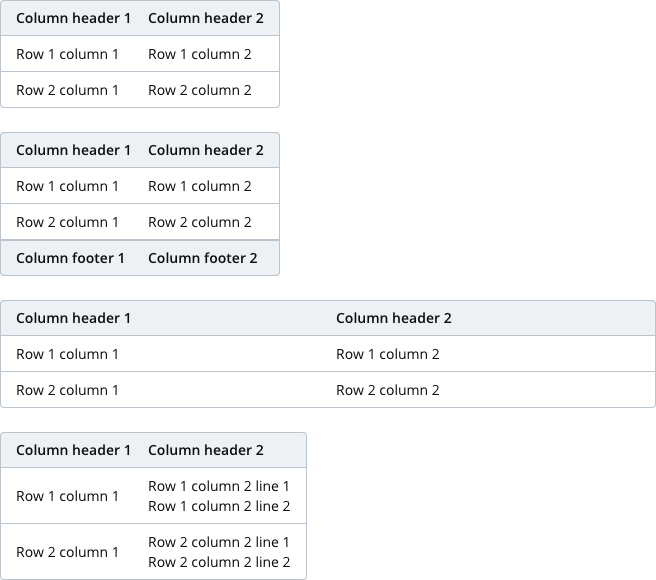 Column header 1 Column header 2
Row 1 column 1 Row 1 column 2
Row 2 column 1 Row 2 column 2
Column header 1 Column header 2
Row 1 column 1 Row 1 column 2
Row 2 column 1 Row 2 column 2
Column footer 1 Column footer 2
Column header 1 Column header 2
Row 1 column 1 Row 1 column 2
Row 2 column 1 Row 2 column 2
Column header 1 Column header 2
Row 1 column 1
Row 1 column 2 line 1
Row 1 column 2 line 2
Row 2 column 1
Row 2 column 2 line 1
Row 2 column 2 line 2